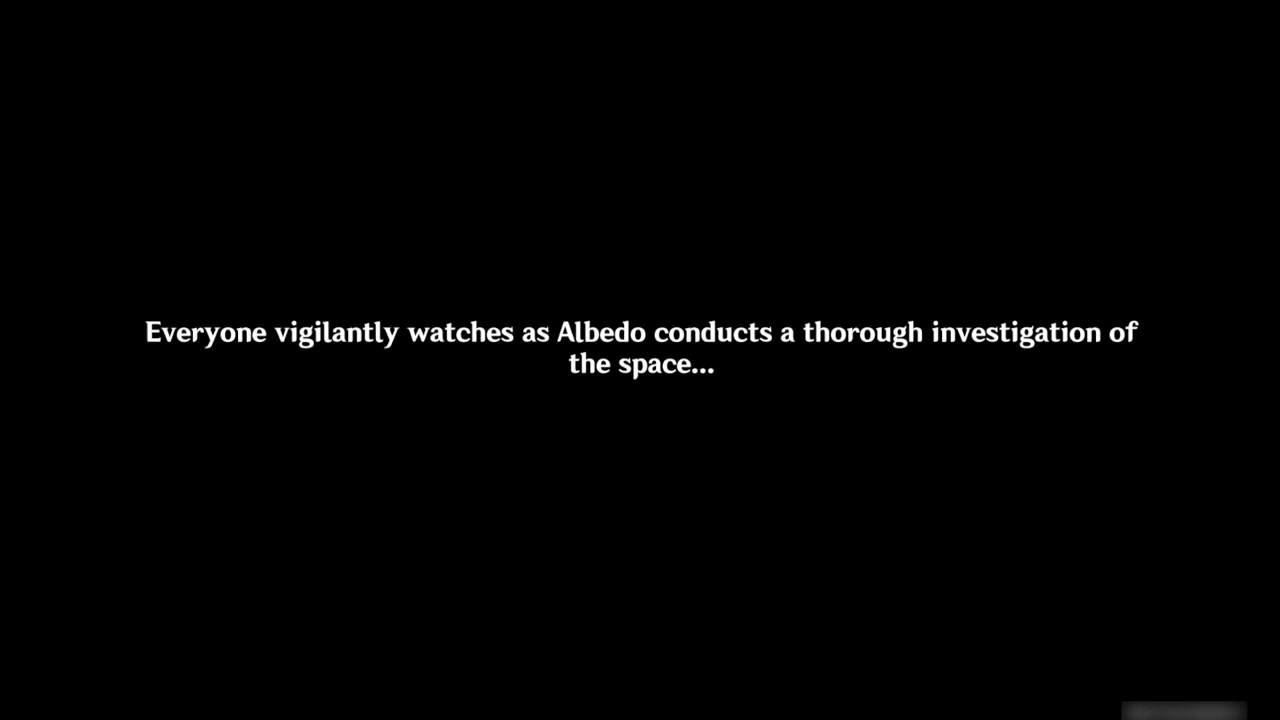 Everyone vigilantly watches as Albedo conducts a thorough investigation of
the space...